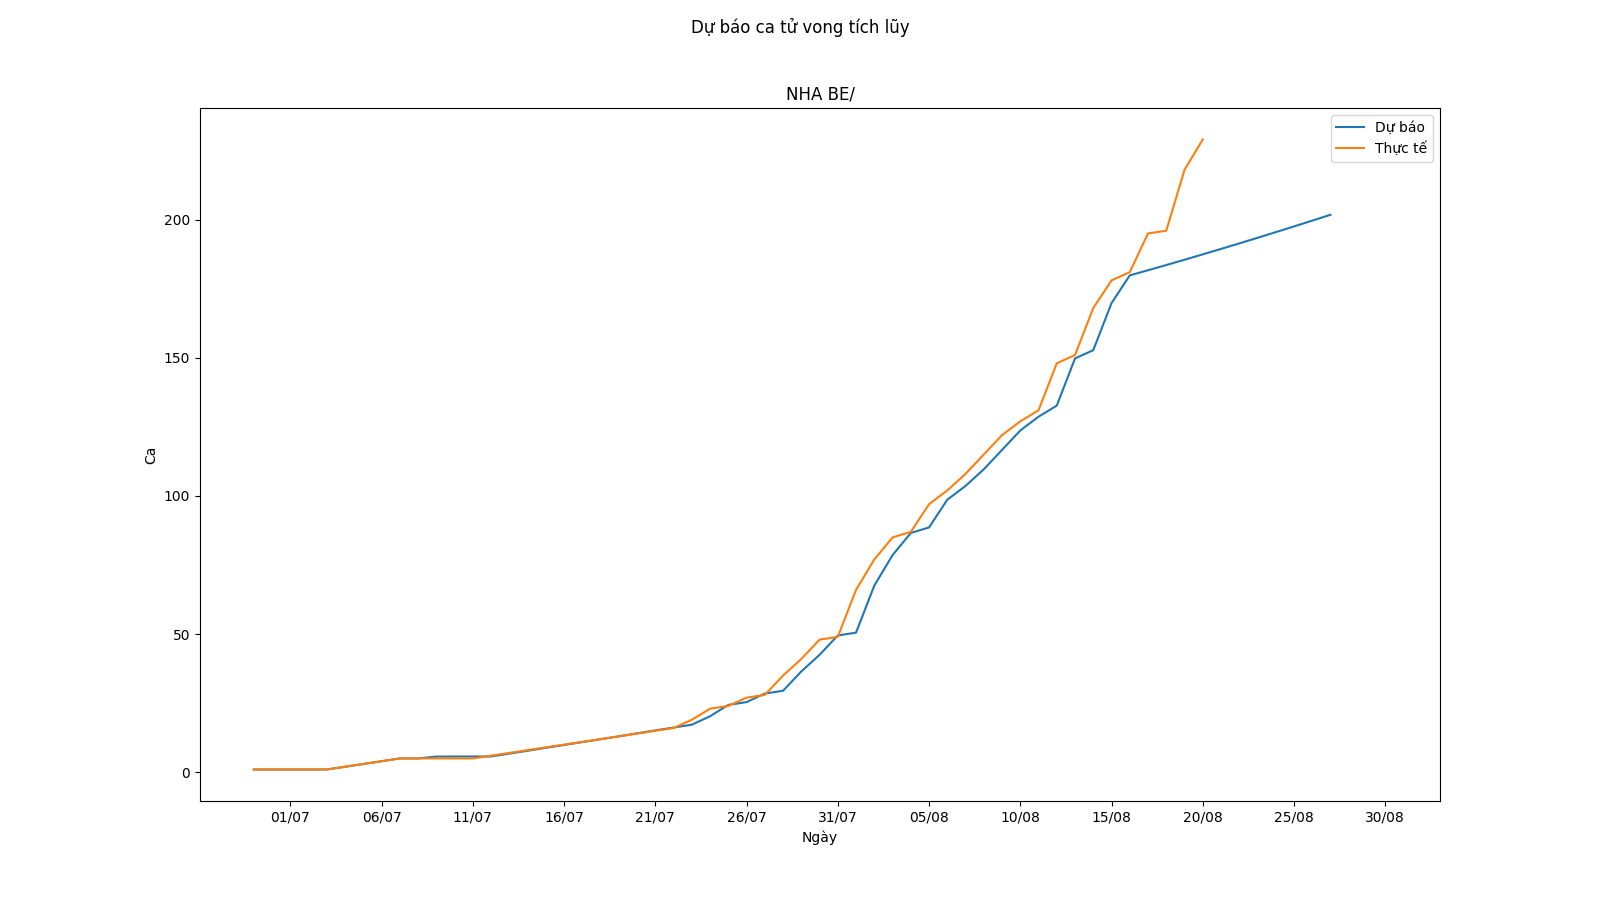 Dự báo ca tử vong tích lũy
NHA BE/
Dự báo
Thực tế
200
150
100
50
0
Ca
01/07 06/07 11/07 16/07 21/07 26/07 31/07 05/08 10/08 15/08 20/08 25/08 30/08
Ngày